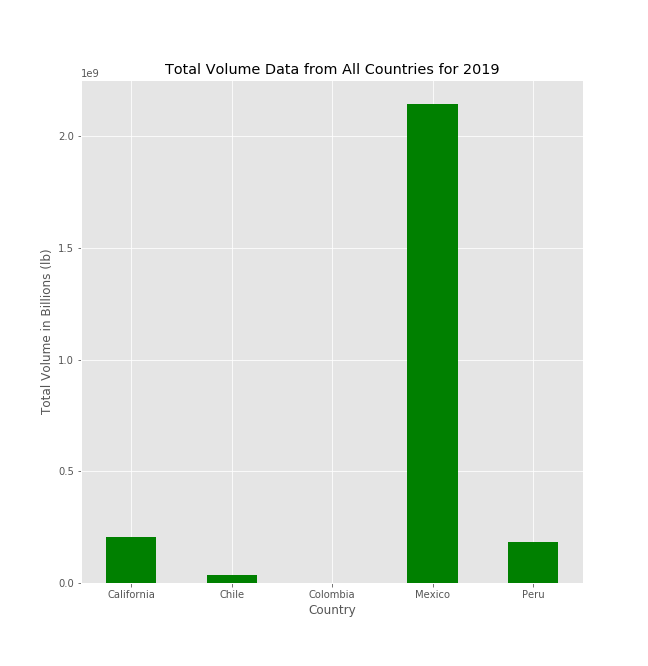 Total Volume Data from All Countries for 2019
1e9
2.0
1.5
1.0
0.5
0.0
Total Volume in Billions (lb)
California Chile Colombia Mexico Peru
Country